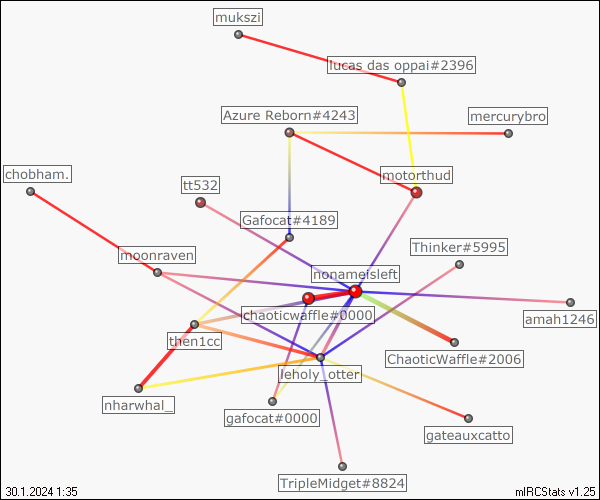 mukszi
lucas das oppai#2396
Azure Reborn#4243
mercurybro
chobham.
motorthud
tt532
Gafocat#4189
Thinker#5995
moonraven
nonameisleft
chaoticwaffle#0000
amah1246
then1cc
ChaoticWaffle#2006
leholy_otter
nharwhal_
gafocat#0000
gateauxcatto
TripleMidget#8824
30.1.2024 1:35
mIRCStats v1.25